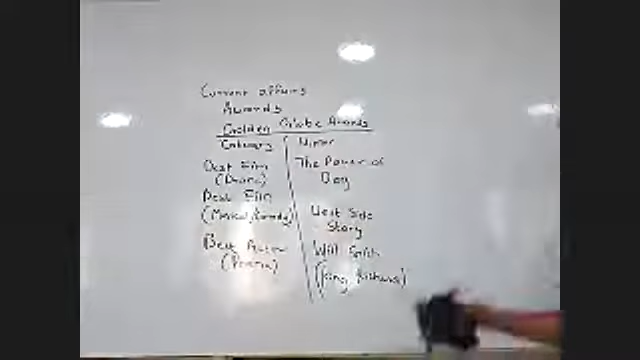 Current affairs
Awards
Golden Globe Awards
Category Winner
Best Film The Power of
(Drama) Dog
Best Film
(Musical/Comedy) West Side
Story
Best Actor Will Smith
(Drama) (King Richard)